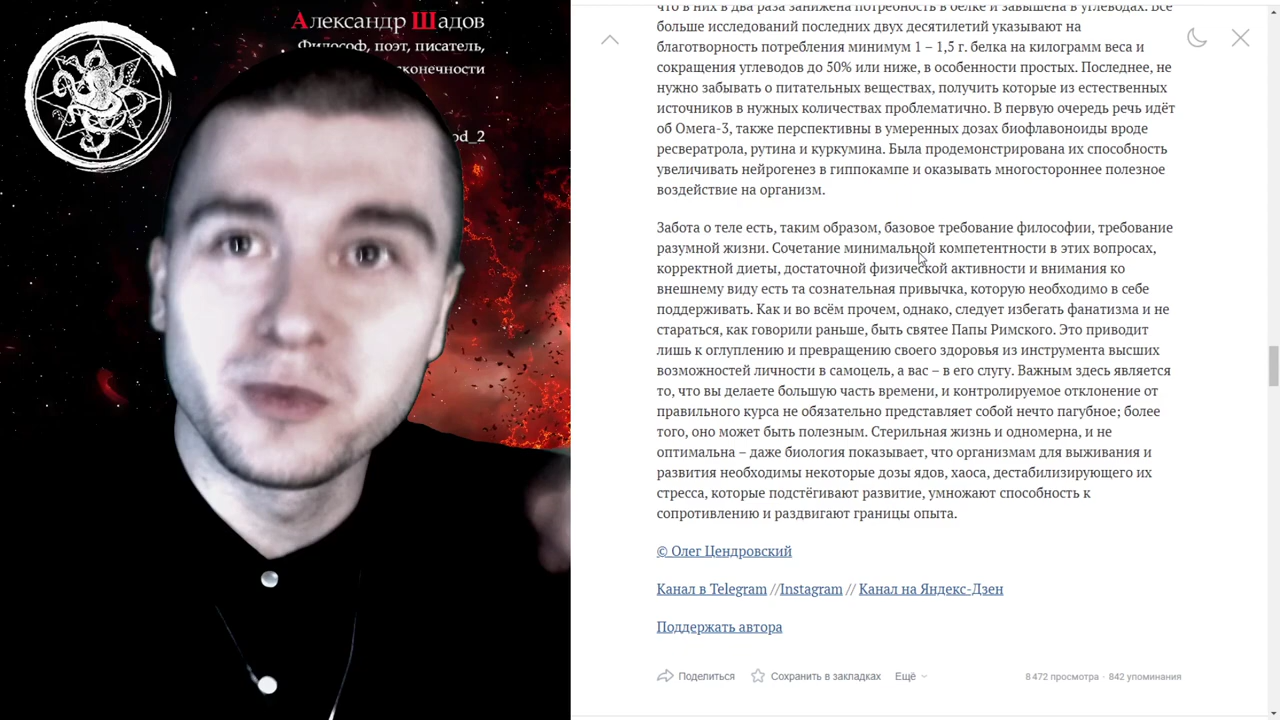 Александр Шадов
Философ, поэт, писатель,
od_2
что в них в два раза занижена потребность в белке и завышена в углеводах. Все
больше исследований последних двух десятилетий указывают на
благотворность потребления минимум 1 – 1,5 г. белка на килограмм веса и
сокращения углеводов до 50% или ниже, в особенности простых. Последнее, не
нужно забывать о питательных веществах, получить которые из естественных
источников в нужных количествах проблематично. В первую очередь речь идёт
об Омега-3, также перспективны в умеренных дозах биофлавоноиды вроде
ресвератрола, рутина и куркумина. Была продемонстрирована их способность
увеличивать нейрогенез в гиппокампе и оказывать многостороннее полезное
воздействие на организм.
Забота о теле есть, таким образом, базовое требование философии, требование
разумной жизни. Сочетание минимальной компетентности в этих вопросах,
корректной диеты, достаточной физической активности и внимания ко
внешнему виду есть та сознательная привычка, которую необходимо в себе
поддерживать. Как и во всём прочем, однако, следует избегать фанатизма и не
стараться, как говорили раньше, быть святее Папы Римского. Это приводит
лишь к оглуплению и превращению своего здоровья из инструмента высших
возможностей личности в самоцель, а вас – в его слугу. Важным здесь является
то, что вы делаете большую часть времени, и контролируемое отклонение от
правильного курса не обязательно представляет собой нечто пагубное; более
того, оно может быть полезным. Стерильная жизнь и одномерна, и не
оптимальна – даже биология показывает, что организмам для выживания и
развития необходимы некоторые дозы ядов, хаоса, дестабилизирующего их
стресса, которые подстёгивают развитие, умножают способность к
сопротивлению и раздвигают границы опыта.
© Олег Цендровский
Канал в Telegram //Instagram // Канал на Яндекс-Дзен
Поддержать автора
Поделиться Сохранить в закладках Ещё 8 472 просмотра · 842 упоминания